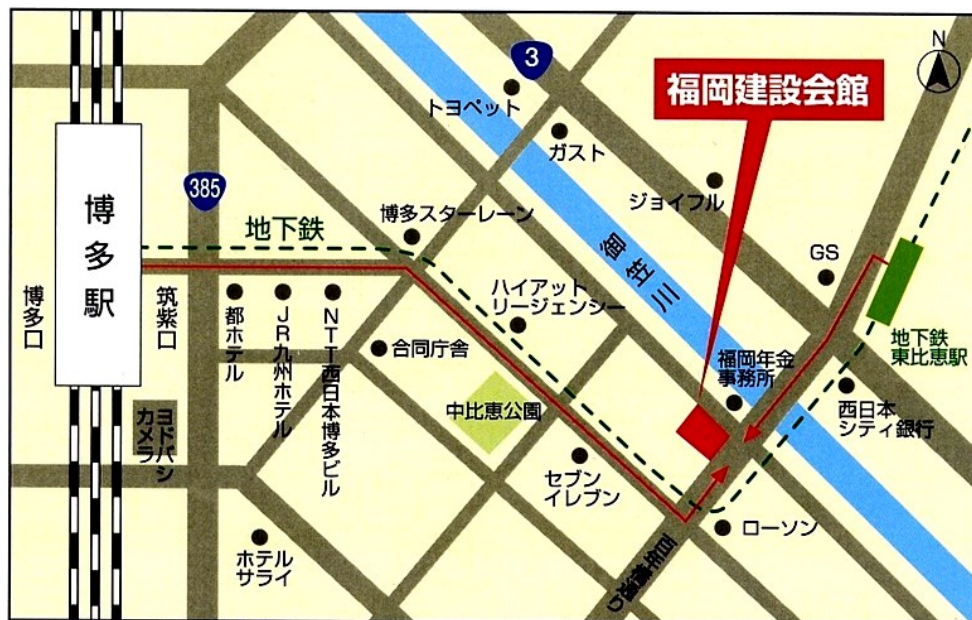 N
3
トヨペット
福岡建設会館
ガスト
385
ジョイフル
地下鉄
博多スターレーン
御笠川
GS
博多駅
博多口
筑紫口
都ホテル
JR九州ホテル
NTT西日本博多ビル
ハイアット
リージェンシー
合同庁舎
地下鉄
東比恵駅
福岡年金
事務所
中比恵公園
西日本
シティ銀行
ヨドバシ
カメラ
セブン
イレブン
ローソン
百年橋通り
ホテル
サライ